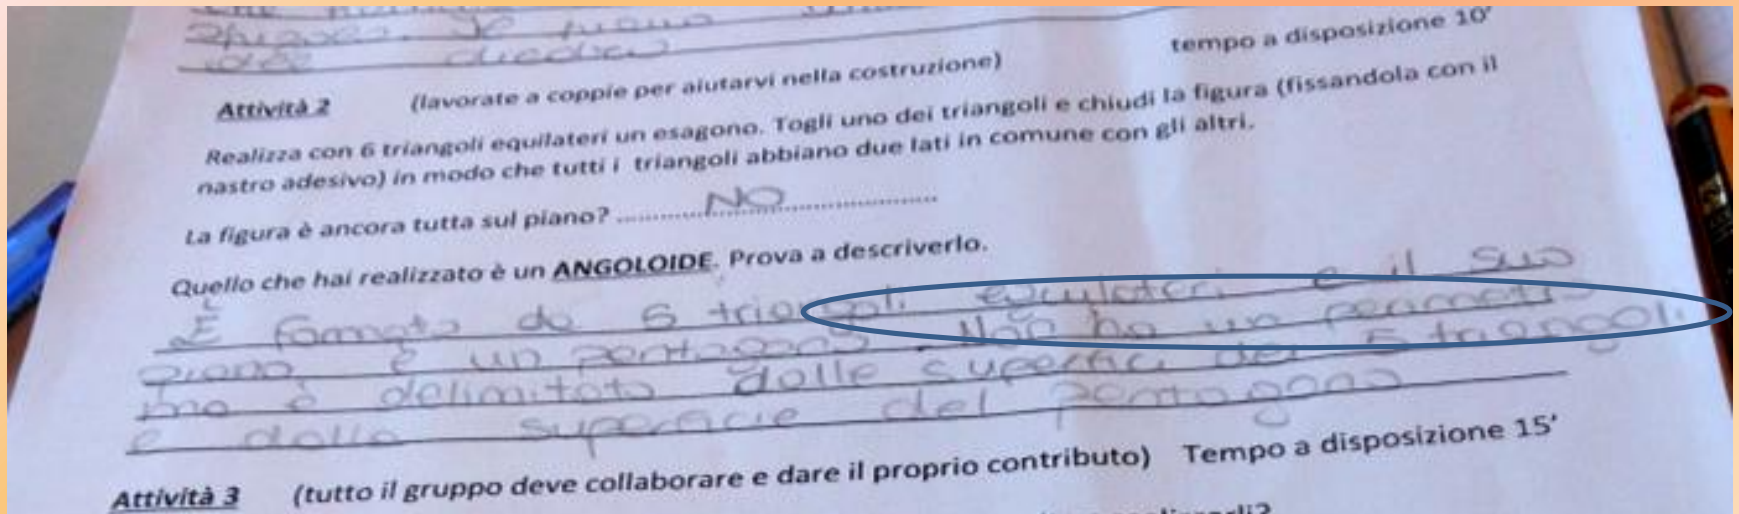 due diedri
Attività 2 (lavorate a coppie per aiutarvi nella costruzione) tempo a disposizione 10'
Realizza con 6 triangoli equilateri un esagono. Togli uno dei triangoli e chiudi la figura (fissandola con il
nastro adesivo) in modo che tutti i triangoli abbiano due lati in comune con gli altri.
La figura è ancora tutta sul piano? ........NO........
Quello che hai realizzato è un ANGOLOIDE. Prova a descriverlo.
È formato da 6 triangoli equilateri e il suo
piano è un pentagono. Non ha un perimetro
ma è delimitato dalle superfici dei 5 triangoli
e dalla superficie del pentagono
Attività 3 (tutto il gruppo deve collaborare e dare il proprio contributo) Tempo a disposizione 15'